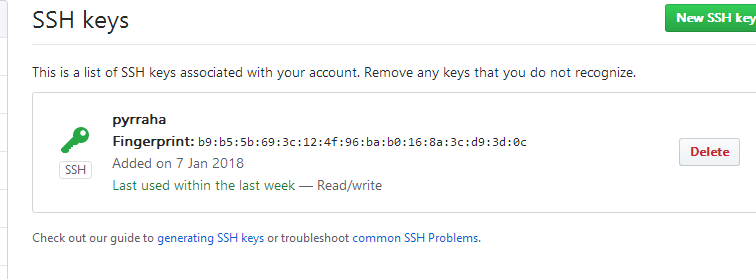 SSH keys
New SSH key
This is a list of SSH keys associated with your account. Remove any keys that you do not recognize.
pyrraha
Fingerprint: b9:b5:5b:69:3c:12:4f:96:ba:b0:16:8a:3c:d9:3d:0c
Added on 7 Jan 2018
Last used within the last week — Read/write
SSH
Delete
Check out our guide to generating SSH keys or troubleshoot common SSH Problems.